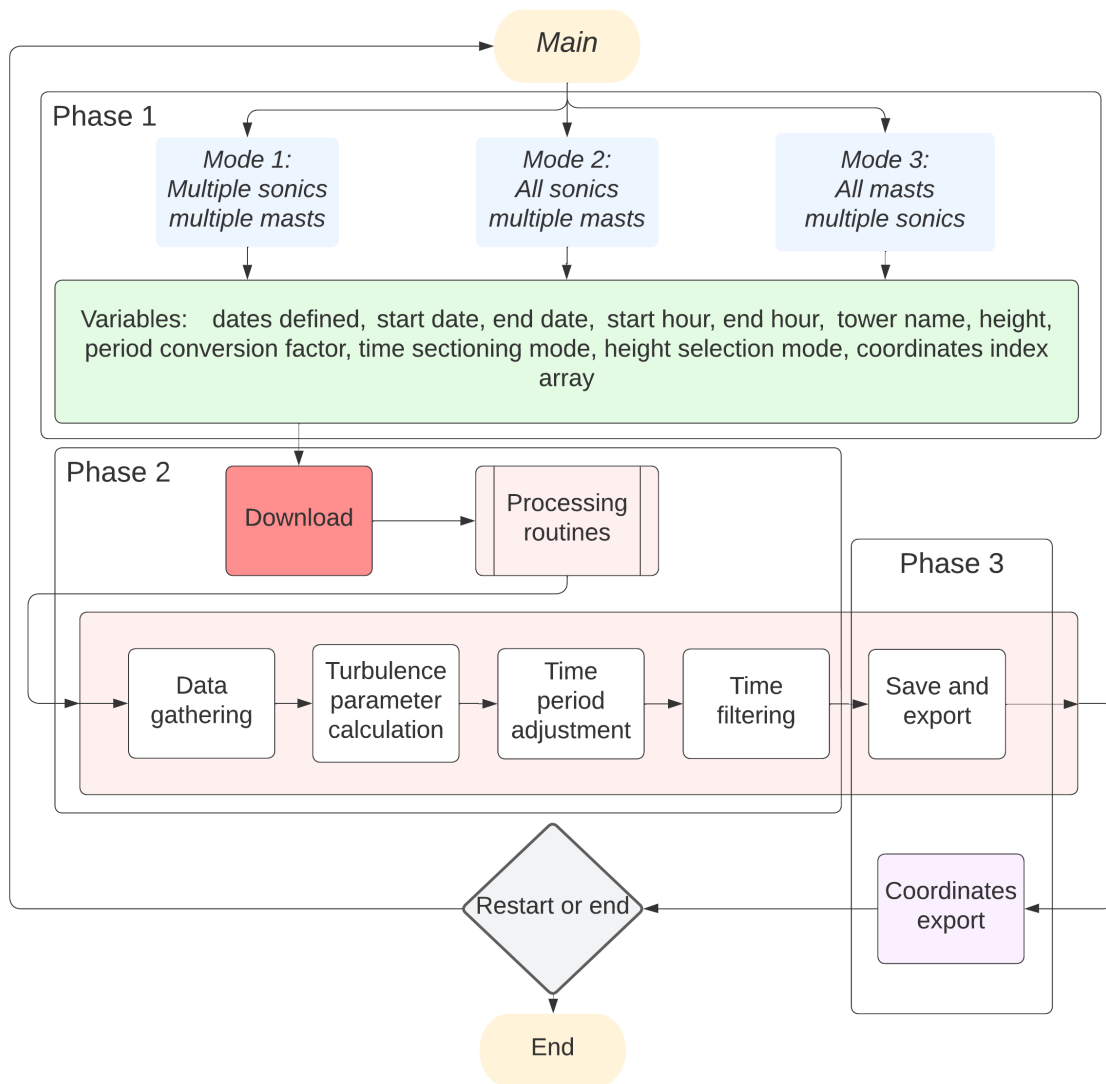 Main
Phase 1
Mode 1:
Multiple sonics
multiple masts
Mode 2:
All sonics
multiple masts
Mode 3:
All masts
multiple sonics
Variables: dates defined, start date, end date, start hour, end hour, tower name, height,
period conversion factor, time sectioning mode, height selection mode, coordinates index
array
Phase 2
Download
Processing
routines
Phase 3
Data
gathering
Turbulence
parameter
calculation
Time
period
adjustment
Time
filtering
Save and
export
Restart or end
Coordinates
export
End